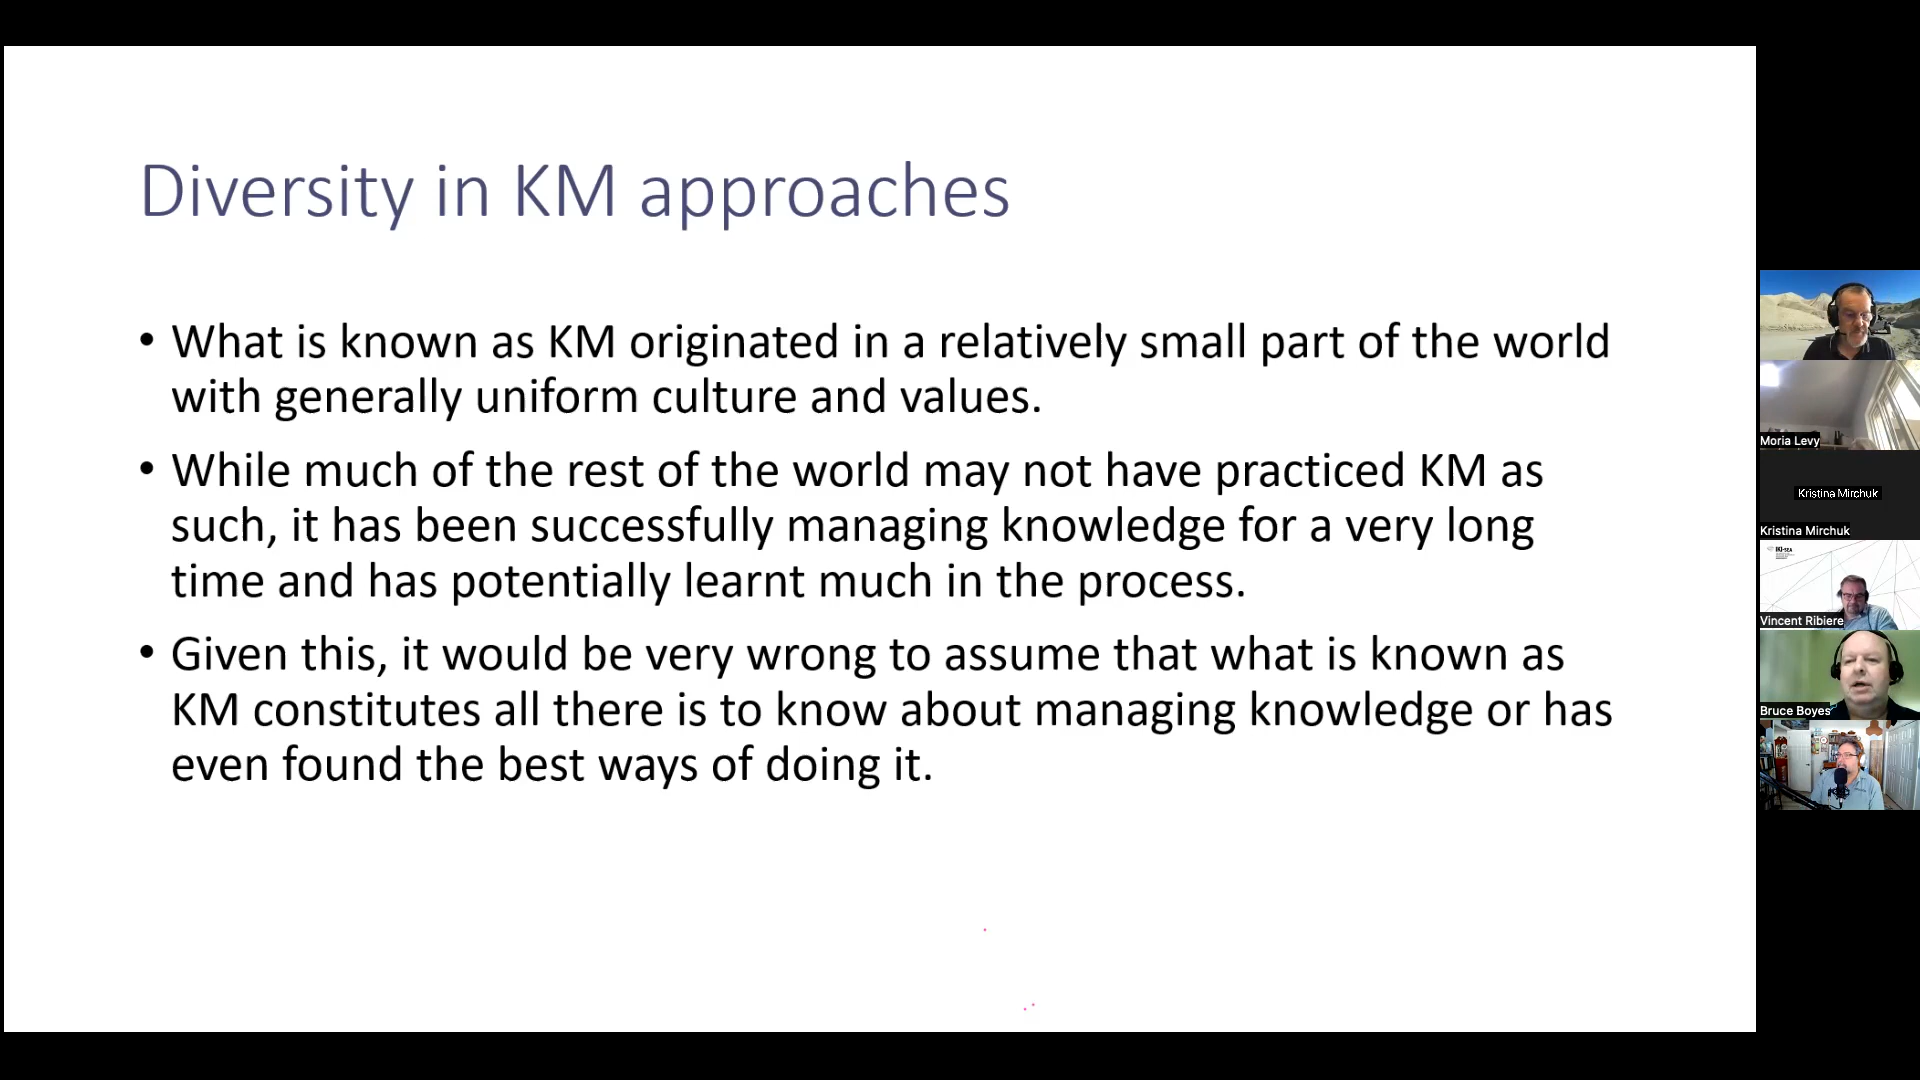 Diversity in KM approaches
• What is known as KM originated in a relatively small part of the world
with generally uniform culture and values.
• While much of the rest of the world may not have practiced KM as
such, it has been successfully managing knowledge for a very long
time and has potentially learnt much in the process.
• Given this, it would be very wrong to assume that what is known as
KM constitutes all there is to know about managing knowledge or has
even found the best ways of doing it.
Moria Levy
Kristina Mirchuk
Kristina Mirchuk
IKI-SEA
Vincent Ribiere
Bruce Boyes